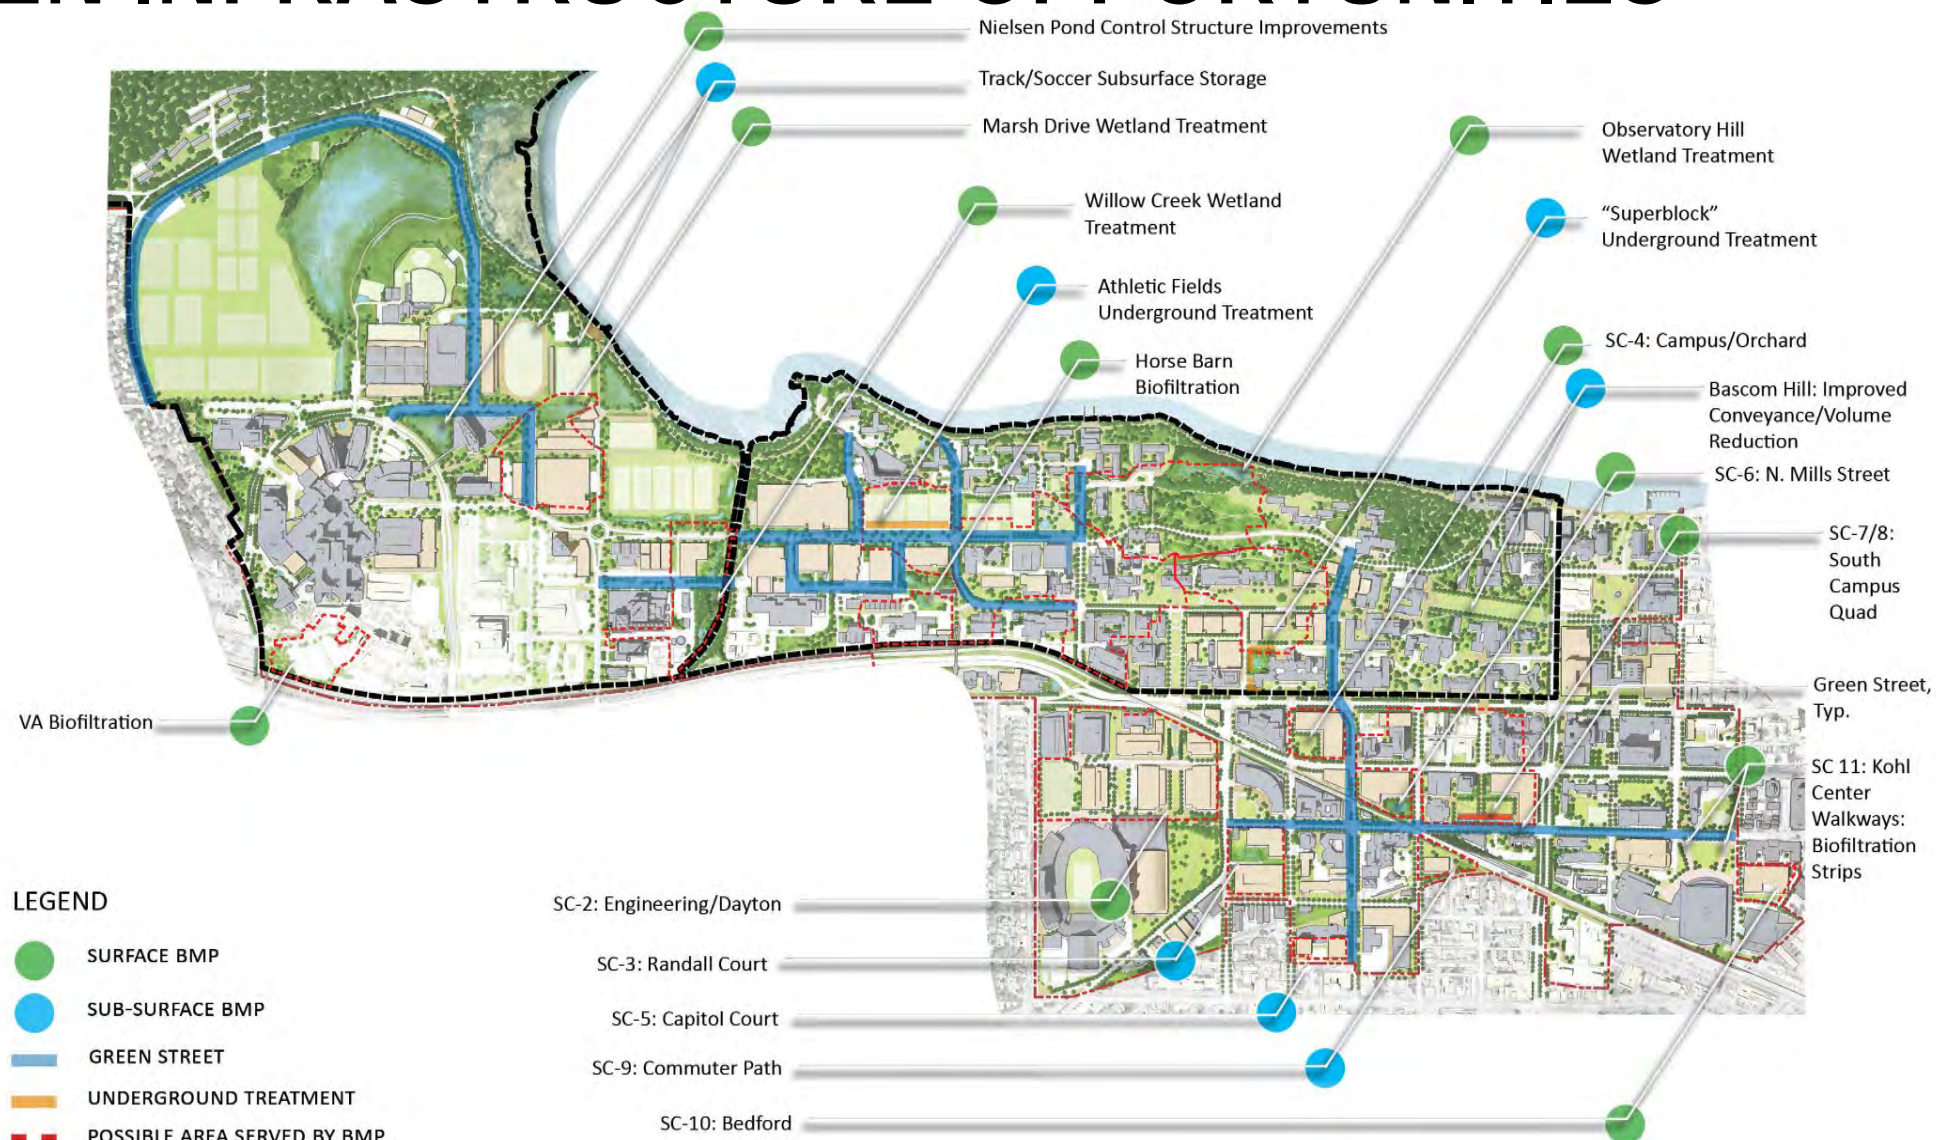 INFRASTRUCTURE OPPORTUNITIES
Nielsen Pond Control Structure Improvements
Track/Soccer Subsurface Storage
Marsh Drive Wetland Treatment
Willow Creek Wetland
Treatment
Athletic Fields
Underground Treatment
Horse Barn
Biofiltration
Observatory Hill
Wetland Treatment
“Superblock”
Underground Treatment
SC-4: Campus/Orchard
Bascom Hill: Improved
Conveyance/Volume
Reduction
SC-6: N. Mills Street
SC-7/8:
South
Campus
Quad
Green Street,
Typ.
SC 11: Kohl
Center
Walkways:
Biofiltration
Strips
VA Biofiltration
SC-2: Engineering/Dayton
SC-3: Randall Court
SC-5: Capitol Court
SC-9: Commuter Path
SC-10: Bedford
LEGEND
SURFACE BMP
SUB-SURFACE BMP
GREEN STREET
UNDERGROUND TREATMENT
POSSIBLE AREA SERVED BY BMP